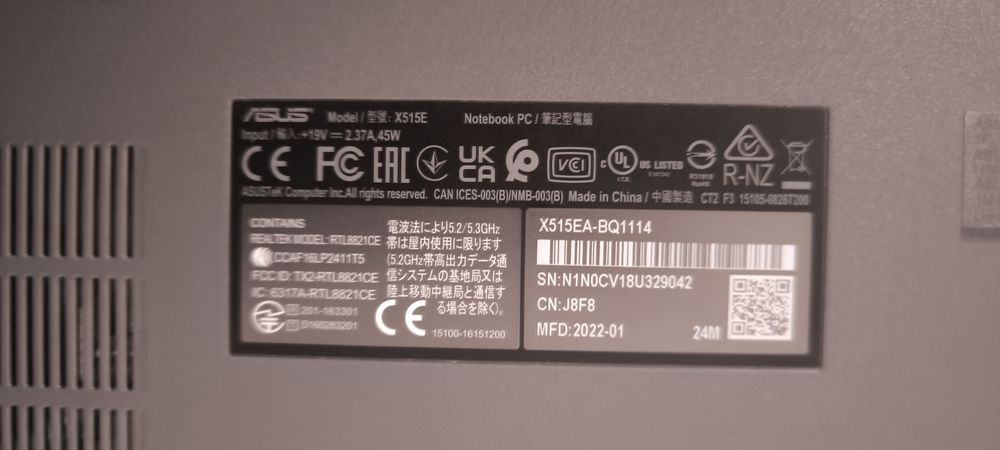 ASUS Model / 型號: X515E Notebook PC / 筆記型電腦
Input / 輸入: +19V ⎓ 2.37A, 45W
CE FC EAC UK CA VCI c UL US LISTED I.T.E. R-NZ
ASUSTeK Computer Inc.All rights reserved. CAN ICES-003(B)/NMB-003(B) Made in China / 中國製造 CT2 F3 15105-0828T200
CONTAINS
REALTEK MODEL: RTL8821CE
CCAF16LP2411T5
FCC ID: TX2-RTL8821CE
IC: 6317A-RTL8821CE
R 201-163301
T D160283201
電波法により5.2/5.3GHz
帯は屋内使用に限ります
(5.2GHz帯高出力データ通
信システムの基地局又は
陸上移動中継局と通信す
る場合を除く)。
CE
15100-16151200
X515EA-BQ1114
SN:N1N0CV18U329042
CN:J8F8
MFD:2022-01
24M